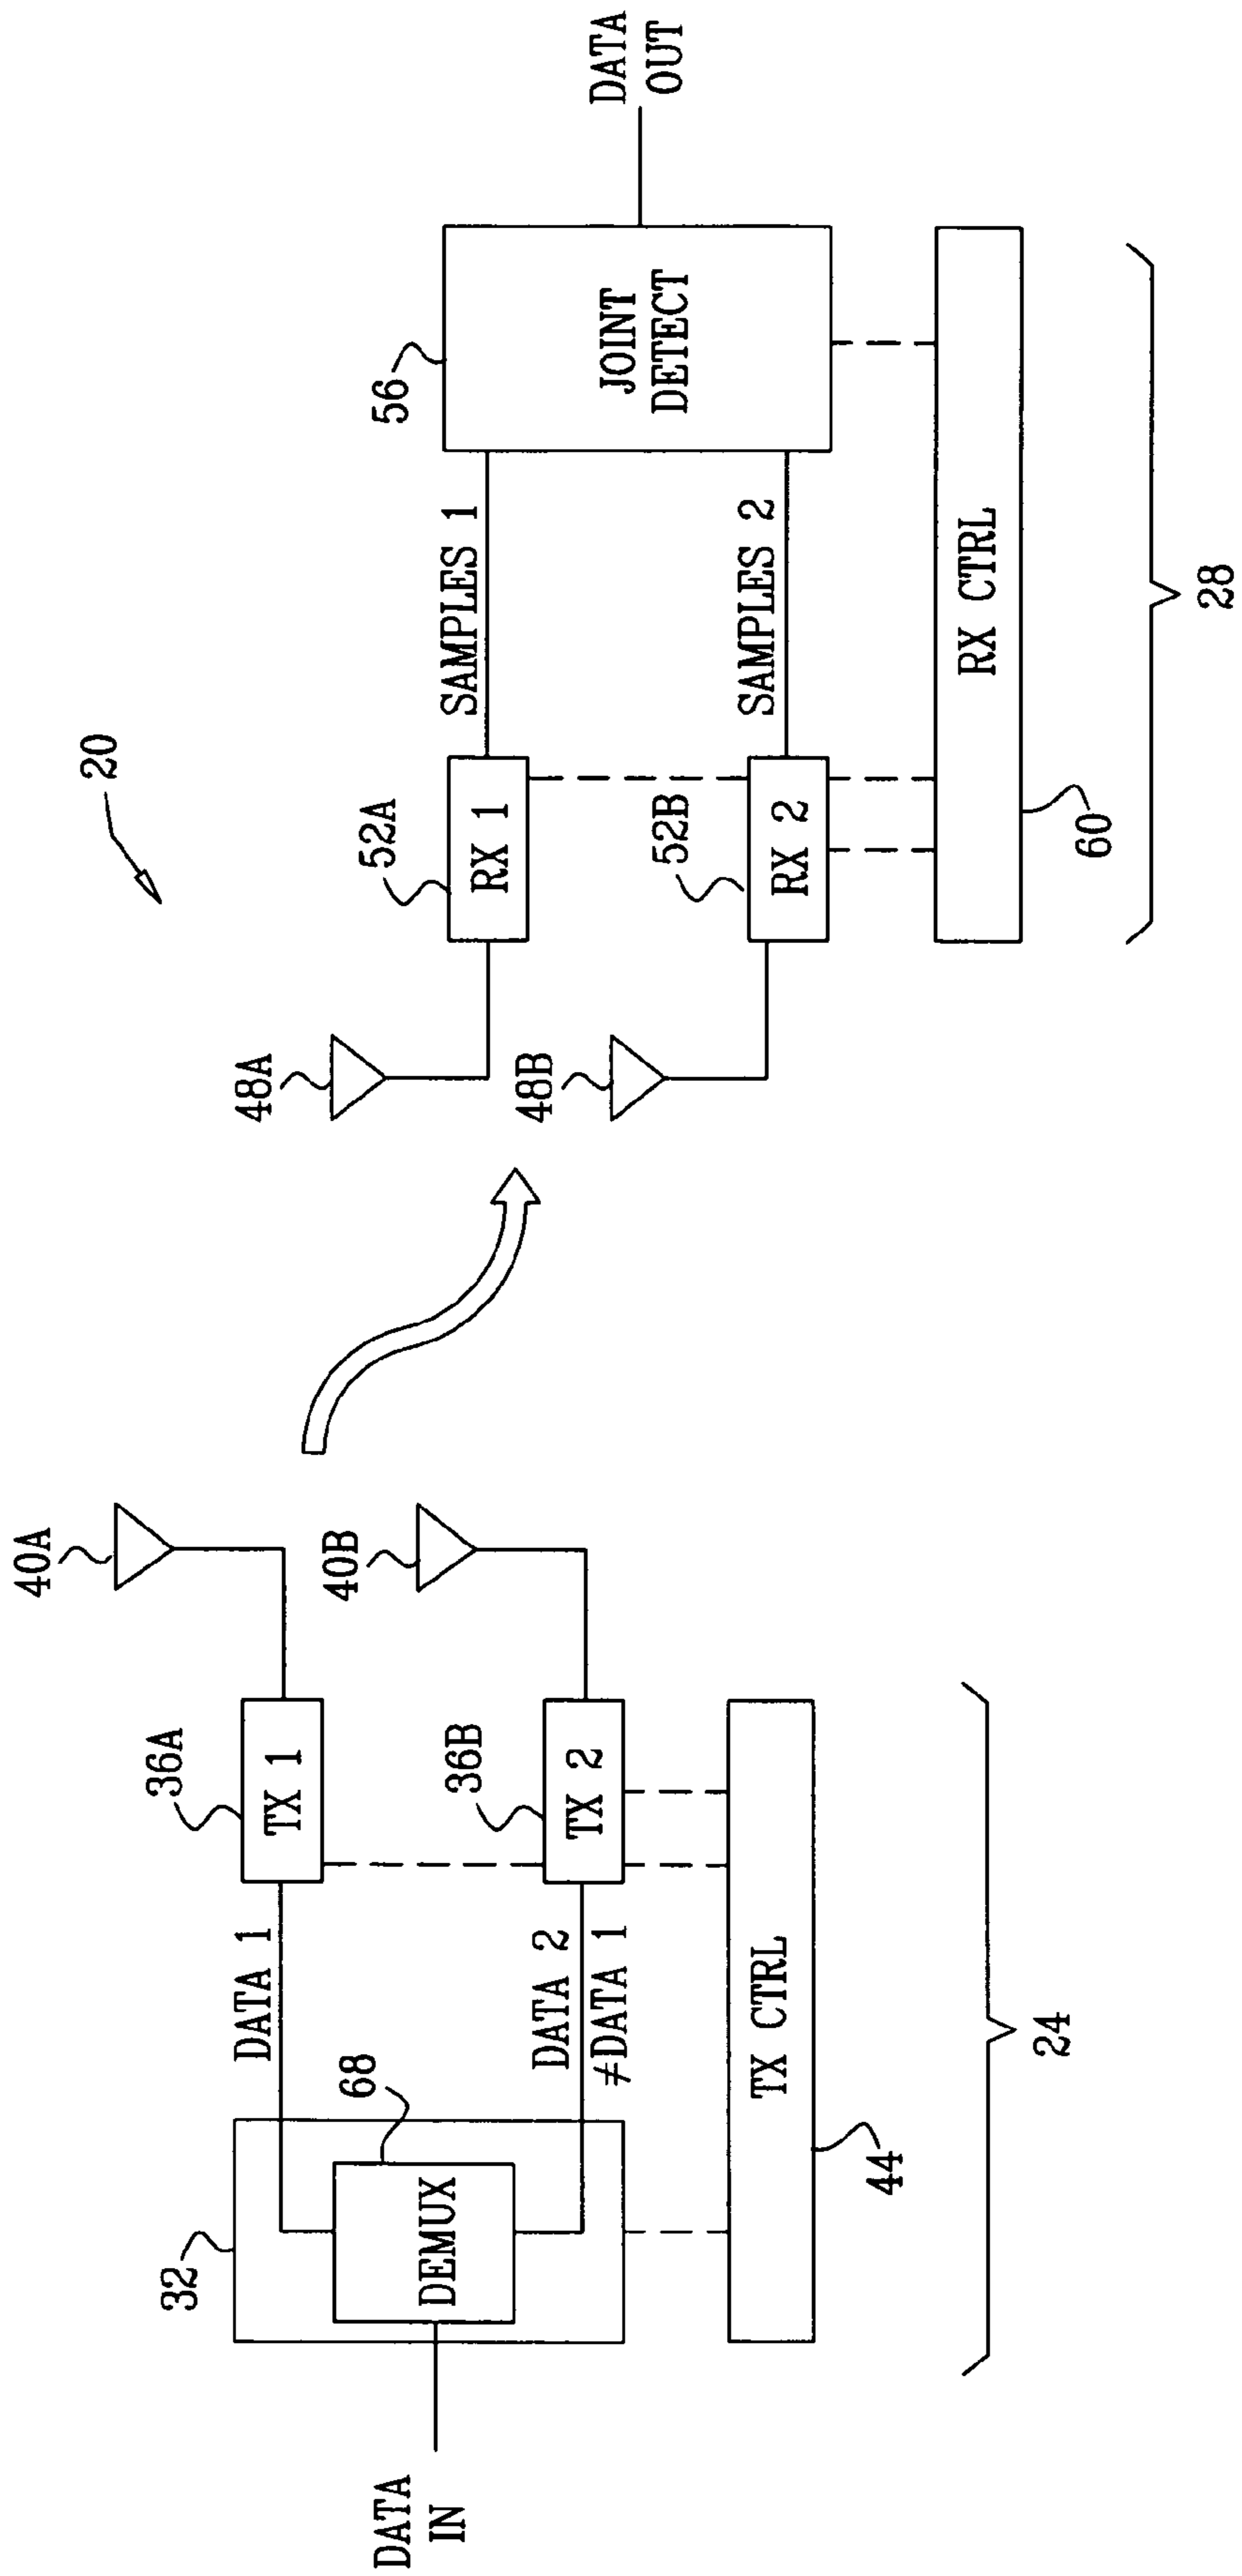 20
40A
36A
TX 1
DATA 1
32
68
DEMUX
DATA
IN
40B
36B
TX 2
DATA 2
≠DATA 1
TX CTRL
44
24
48A
52A
RX 1
SAMPLES 1
48B
52B
RX 2
SAMPLES 2
56
JOINT
DETECT
DATA
OUT
RX CTRL
60
28